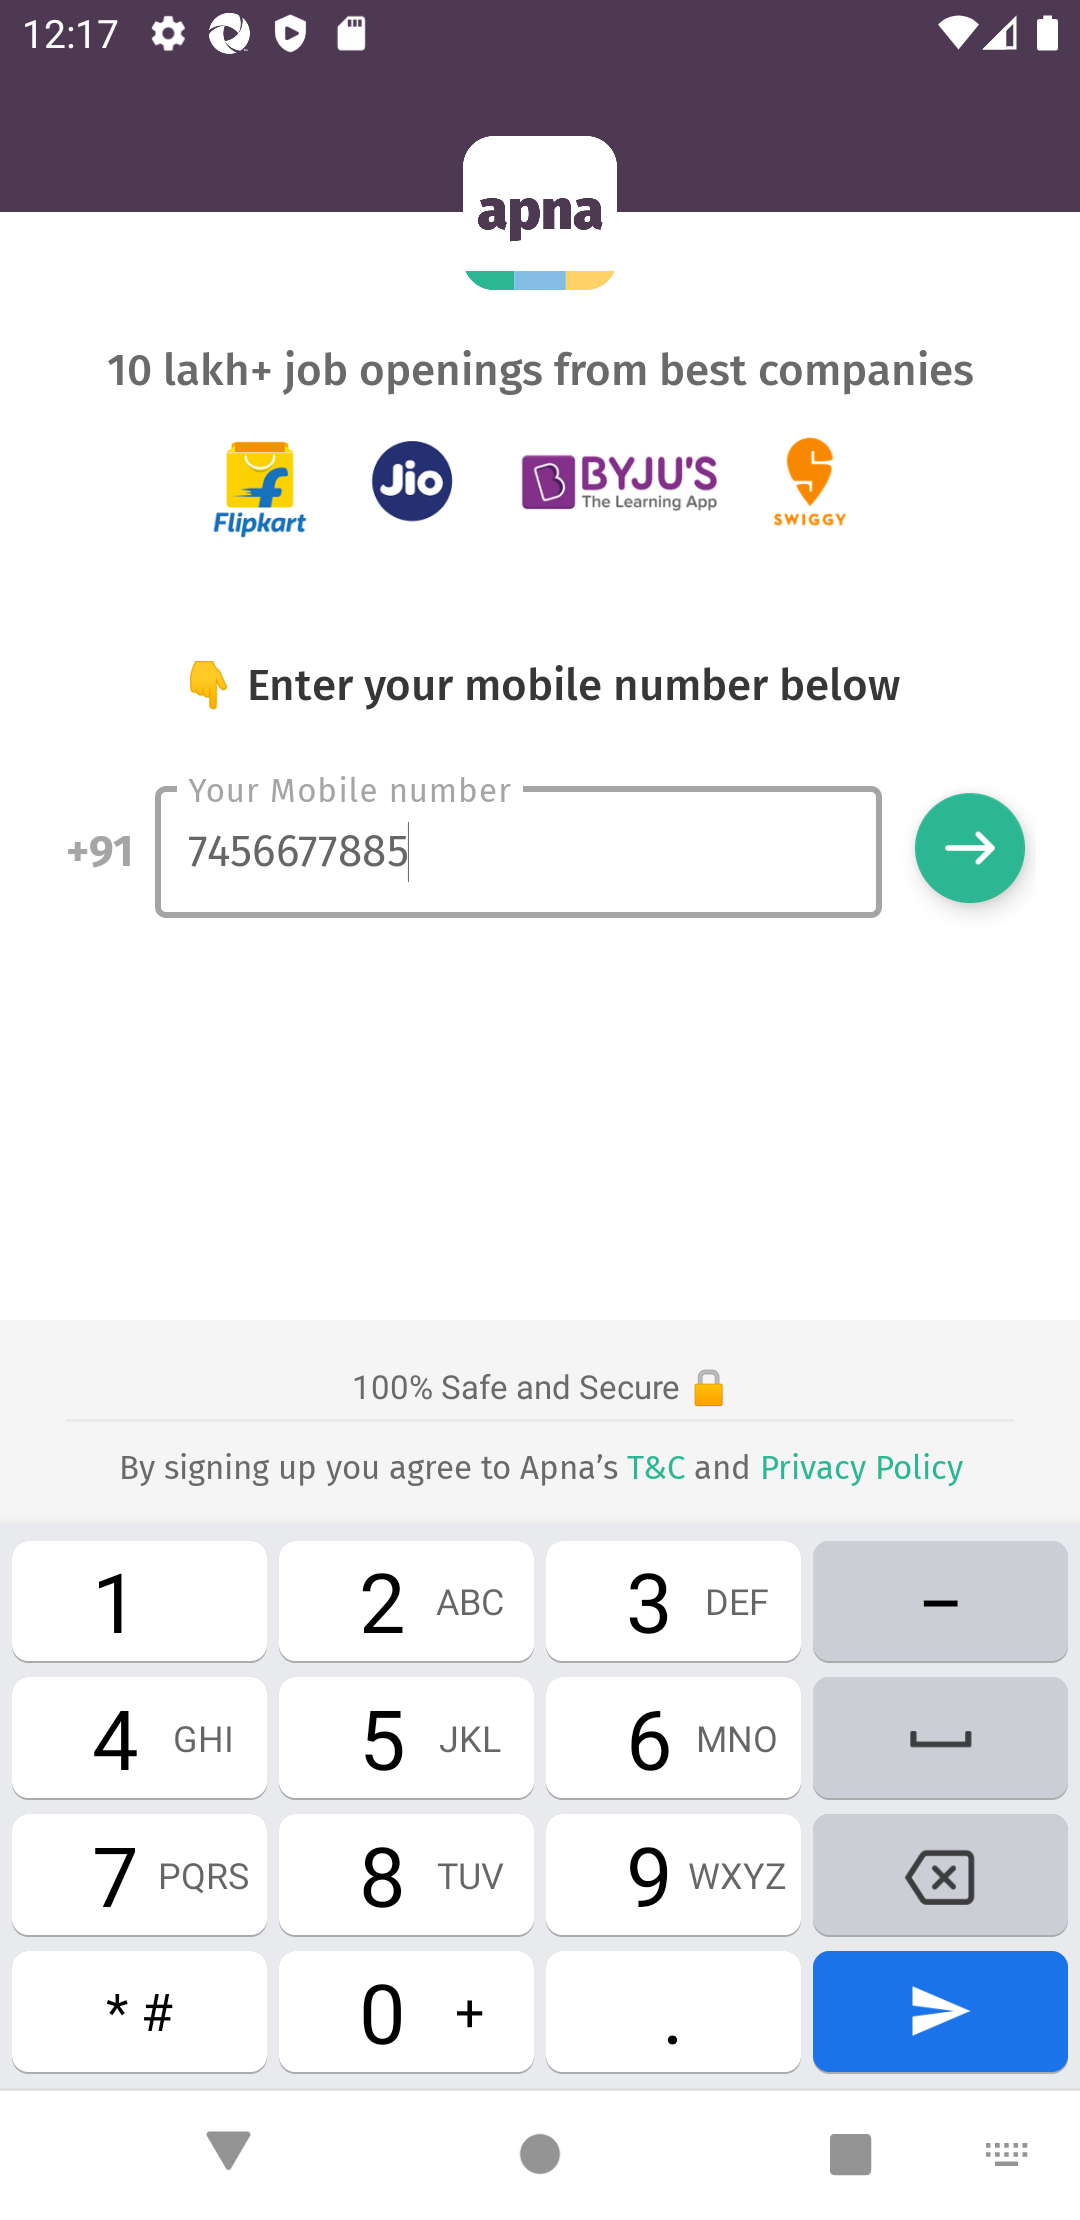 12:17
apna
10 lakh+ job openings from best companies
Flipkart
Jio
BYJU'S
The Learning App
SWIGGY
👇 Enter your mobile number below
Your Mobile number
+91 7456677885
100% Safe and Secure 🔒
By signing up you agree to Apna’s T&C and Privacy Policy
1 2 ABC 3 DEF –
4 GHI 5 JKL 6 MNO
7 PQRS 8 TUV 9 WXYZ
* # 0 + .